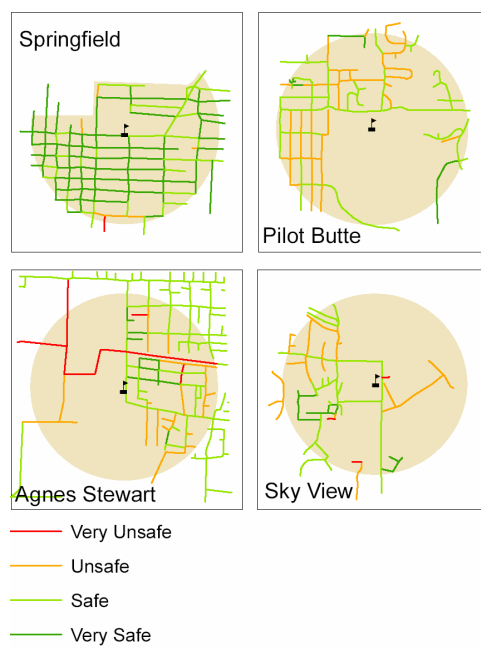 Springfield
Pilot Butte
Agnes Stewart
Sky View
Very Unsafe
Unsafe
Safe
Very Safe